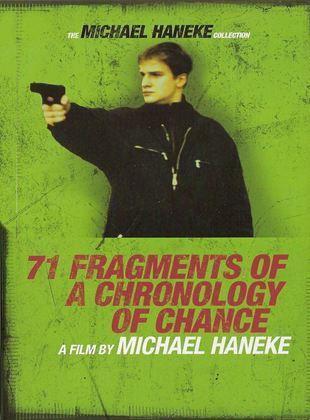 THE MICHAEL HANEKE COLLECTION
71 FRAGMENTS OF
A CHRONOLOGY
OF CHANCE
A FILM BY MICHAEL HANEKE